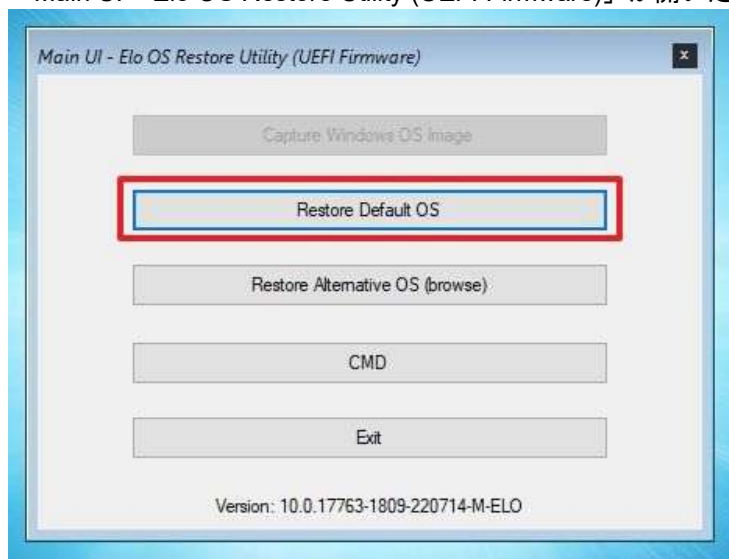 Main UI - Elo OS Restore Utility (UEFI Firmware)
Capture Windows OS image
Restore Default OS
Restore Alternative OS (browse)
CMD
Exit
Version: 10.0.17763-1809-220714-M-ELO